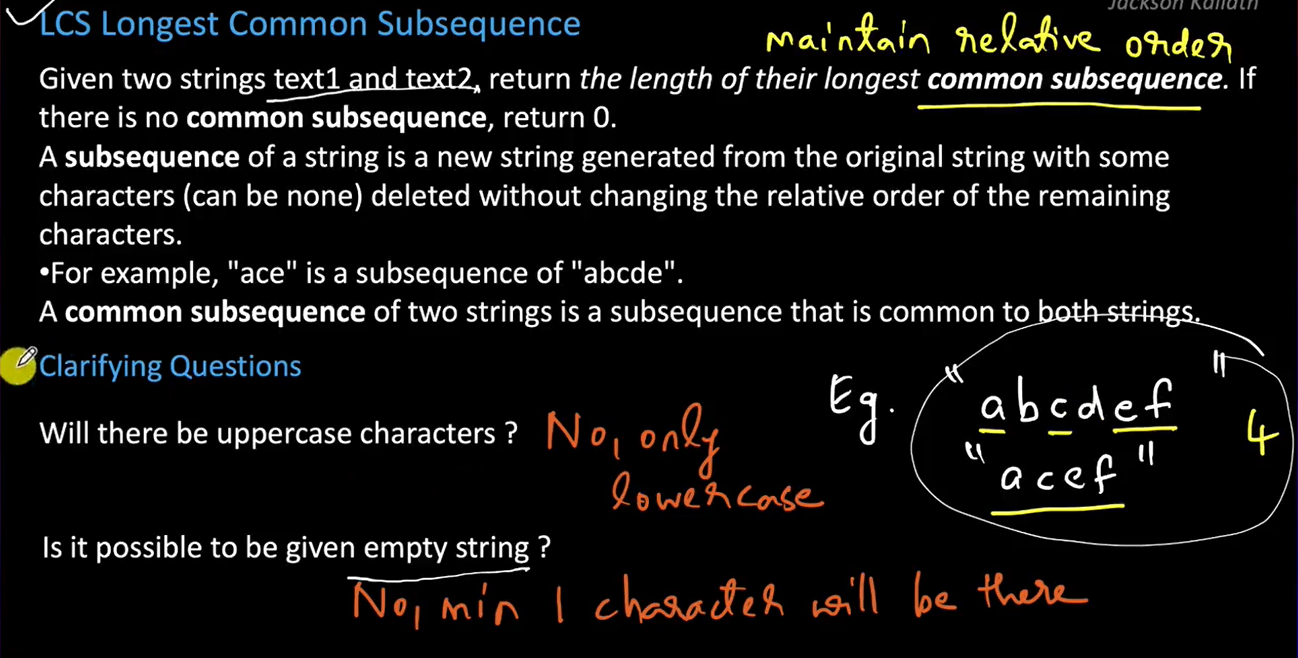 Jackson Kallath
LCS Longest Common Subsequence
maintain relative order
Given two strings text1 and text2, return the length of their longest common subsequence. If
there is no common subsequence, return 0.
A subsequence of a string is a new string generated from the original string with some
characters (can be none) deleted without changing the relative order of the remaining
characters.
•For example, "ace" is a subsequence of "abcde".
A common subsequence of two strings is a subsequence that is common to both strings.
Clarifying Questions
Eg. "abcdef"
"acef" 4
Will there be uppercase characters ? No, only
lowercase
Is it possible to be given empty string ?
No, min 1 character will be there